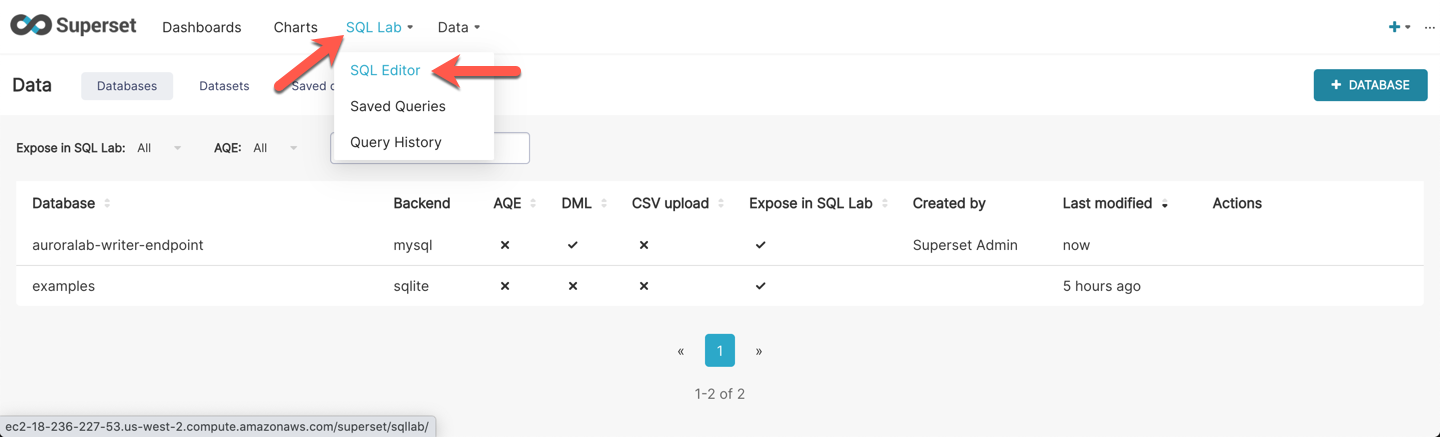 Superset Dashboards Charts SQL Lab Data
Data Databases Datasets Saved
+ DATABASE
SQL Editor
Saved Queries
Query History
Expose in SQL Lab: All AQE: All
Database Backend AQE DML CSV upload Expose in SQL Lab Created by Last modified Actions
auroralab-writer-endpoint mysql Superset Admin now
examples sqlite 5 hours ago
« 1 »
1-2 of 2
ec2-18-236-227-53.us-west-2.compute.amazonaws.com/superset/sqllab/